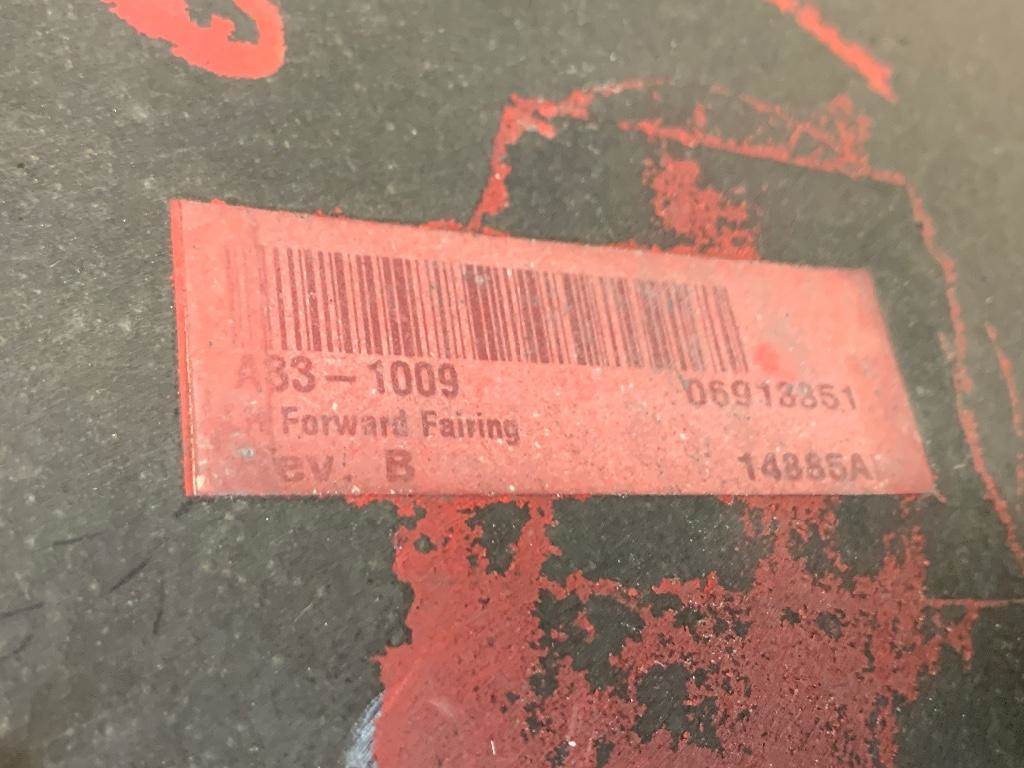 A33-1009 06913351
Forward Fairing
Rev. B 14885A